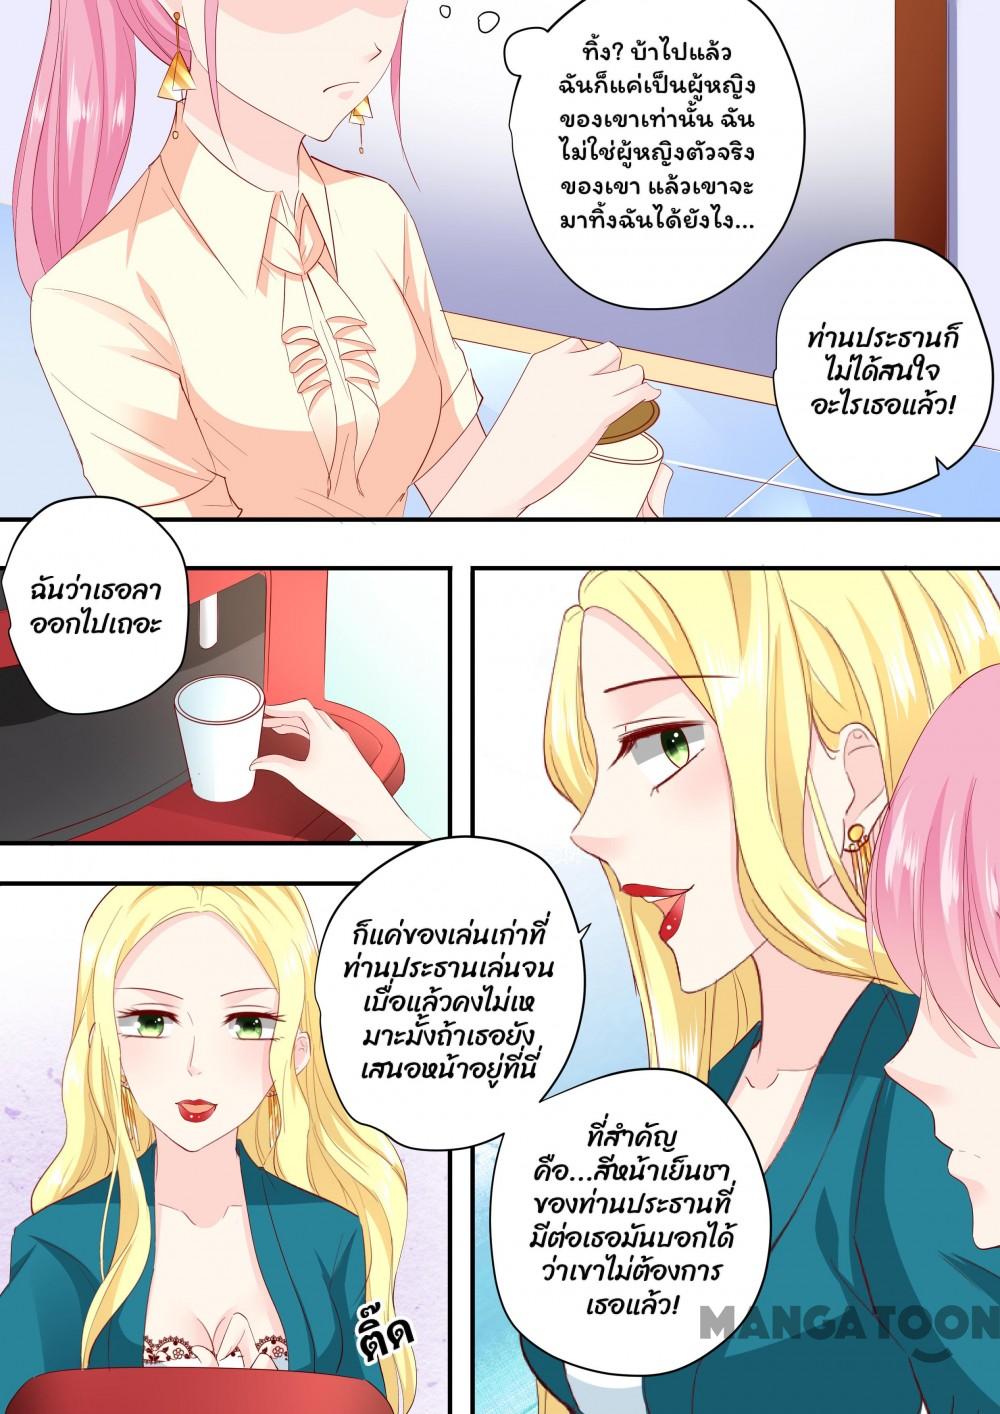 ทิ้ง? บ้าไปแล้ว
ฉันก็แค่เป็นผู้หญิง
ของเขาเท่านั้น ฉัน
ไม่ใช่ผู้หญิงตัวจริง
ของเขา แล้วเขาจะ
มาทิ้งฉันได้ยังไง...
ท่านประธานก็
ไม่ได้สนใจ
อะไรเธอแล้ว!
ฉันว่าเธอลา
ออกไปเถอะ
ก็แค่ของเล่นเก่าที่
ท่านประธานเล่นจน
เบื่อแล้วคงไม่เห
มาะมั้งถ้าเธอยัง
เสนอหน้าอยู่ที่นี่
ที่สำคัญ
คือ...สีหน้าเย็นชา
ของท่านประธานที่
มีต่อเธอมันบอกได้
ว่าเขาไม่ต้องการ
เธอแล้ว!
ติ๊ด
MANGATOON